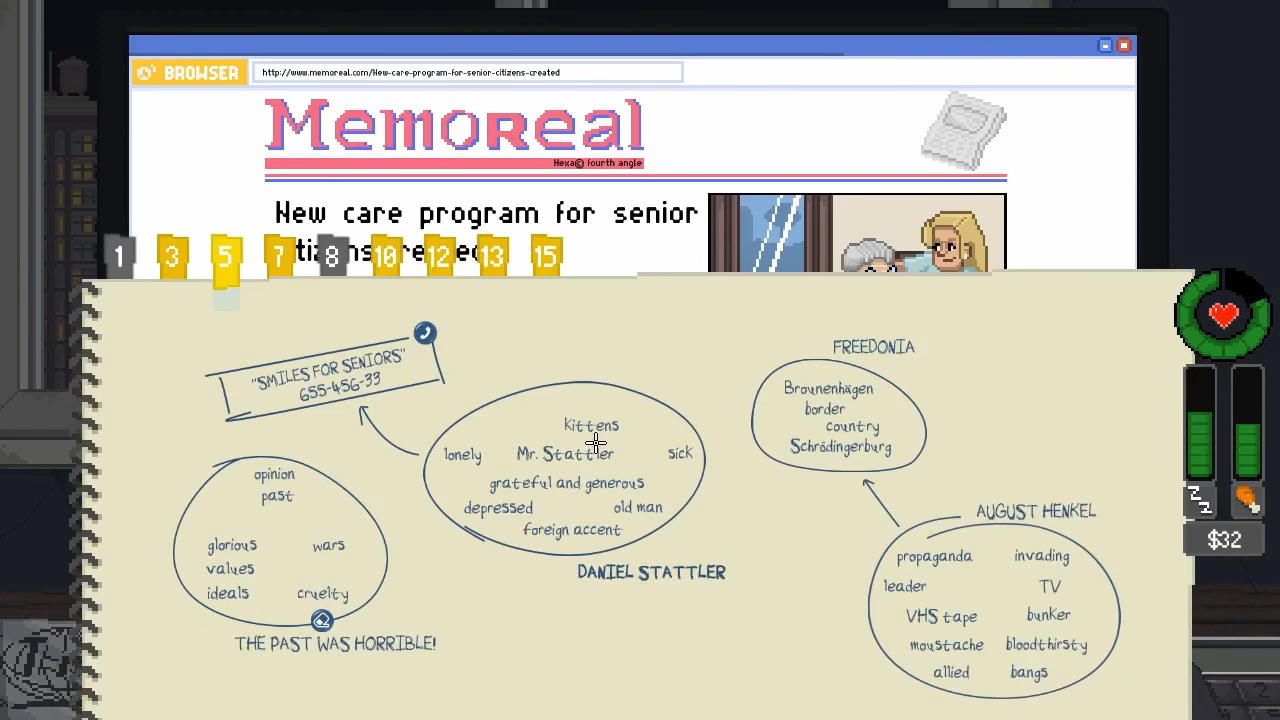 BROWSER
http://www.memoreal.com/New-care-program-for-senior-citizens-created
Memoreal
Hexa© fourth angle
New care program for senior
1 3 5 7 8 10 12 13 15
"SMILES FOR SENIORS"
655-456-33
opinion
past
glorious wars
values
ideals cruelty
THE PAST WAS HORRIBLE!
kittens
lonely Mr. Stattler sick
grateful and generous
depressed old man
foreign accent
DANIEL STATTLER
FREEDONIA
Brounenhägen
border
country
Schrödingerburg
AUGUST HENKEL
propaganda invading
leader TV
VHS tape bunker
moustache bloodthirsty
allied bangs
$32